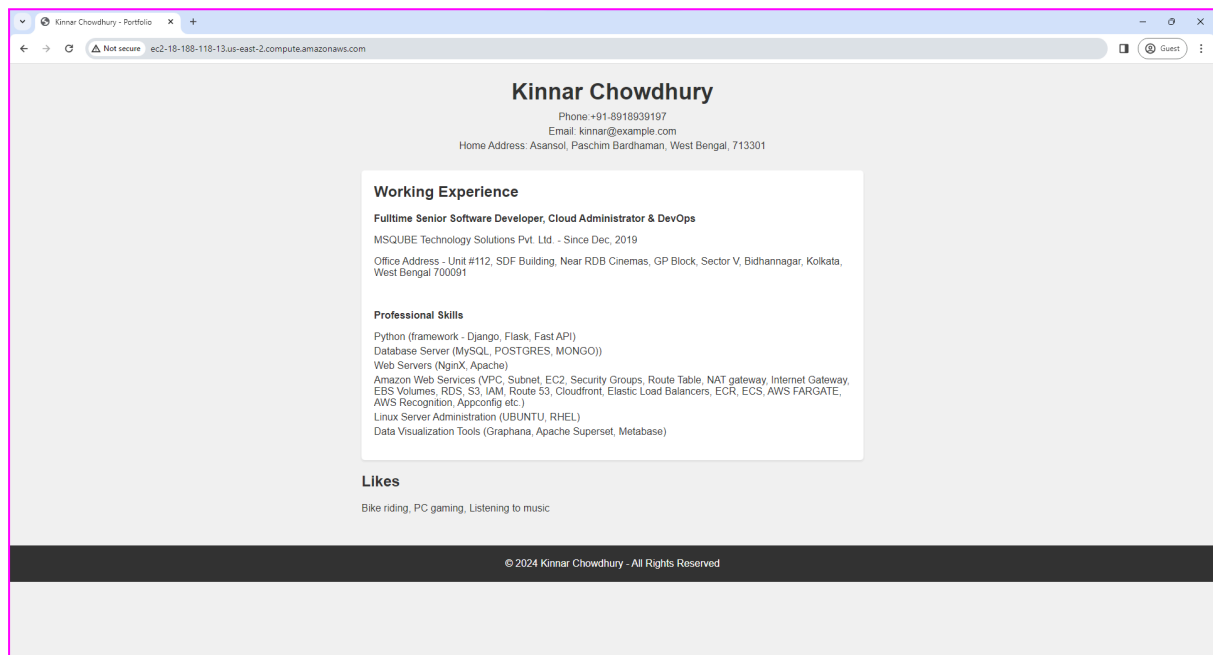 Kinnar Chowdhury - Portfolio
Not secure ec2-18-188-118-13.us-east-2.compute.amazonaws.com Guest
Kinnar Chowdhury
Phone:+91-8918939197
Email: kinnar@example.com
Home Address: Asansol, Paschim Bardhaman, West Bengal, 713301
Working Experience
Fulltime Senior Software Developer, Cloud Administrator & DevOps
MSQUBE Technology Solutions Pvt. Ltd. - Since Dec, 2019
Office Address - Unit #112, SDF Building, Near RDB Cinemas, GP Block, Sector V, Bidhannagar, Kolkata,
West Bengal 700091
Professional Skills
Python (framework - Django, Flask, Fast API)
Database Server (MySQL, POSTGRES, MONGO))
Web Servers (NginX, Apache)
Amazon Web Services (VPC, Subnet, EC2, Security Groups, Route Table, NAT gateway, Internet Gateway,
EBS Volumes, RDS, S3, IAM, Route 53, Cloudfront, Elastic Load Balancers, ECR, ECS, AWS FARGATE,
AWS Recognition, Appconfig etc.)
Linux Server Administration (UBUNTU, RHEL)
Data Visualization Tools (Graphana, Apache Superset, Metabase)
Likes
Bike riding, PC gaming, Listening to music
© 2024 Kinnar Chowdhury - All Rights Reserved